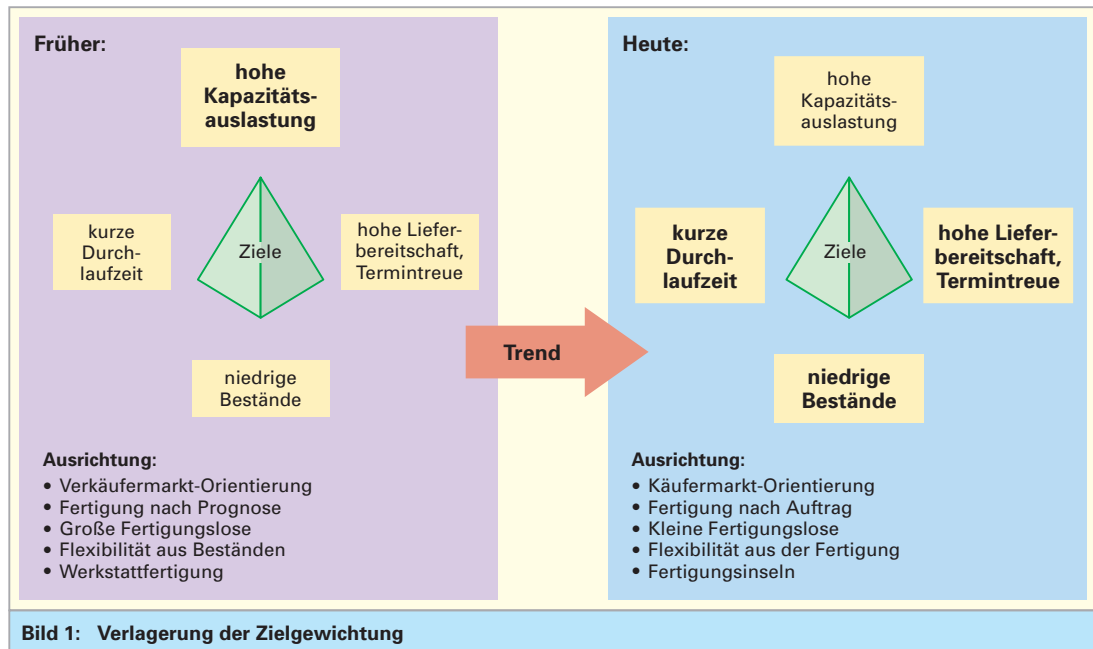 Früher:
hohe
Kapazitäts-
auslastung
kurze
Durch-
laufzeit
Ziele
hohe Liefer-
bereitschaft,
Termintreue
niedrige
Bestände
Ausrichtung:
• Verkäufermarkt-Orientierung
• Fertigung nach Prognose
• Große Fertigungslose
• Flexibilität aus Beständen
• Werkstattfertigung
Trend
Heute:
hohe
Kapazitäts-
auslastung
kurze
Durch-
laufzeit
Ziele
hohe Liefer-
bereitschaft,
Termintreue
niedrige
Bestände
Ausrichtung:
• Käufermarkt-Orientierung
• Fertigung nach Auftrag
• Kleine Fertigungslose
• Flexibilität aus der Fertigung
• Fertigungsinseln
Bild 1: Verlagerung der Zielgewichtung